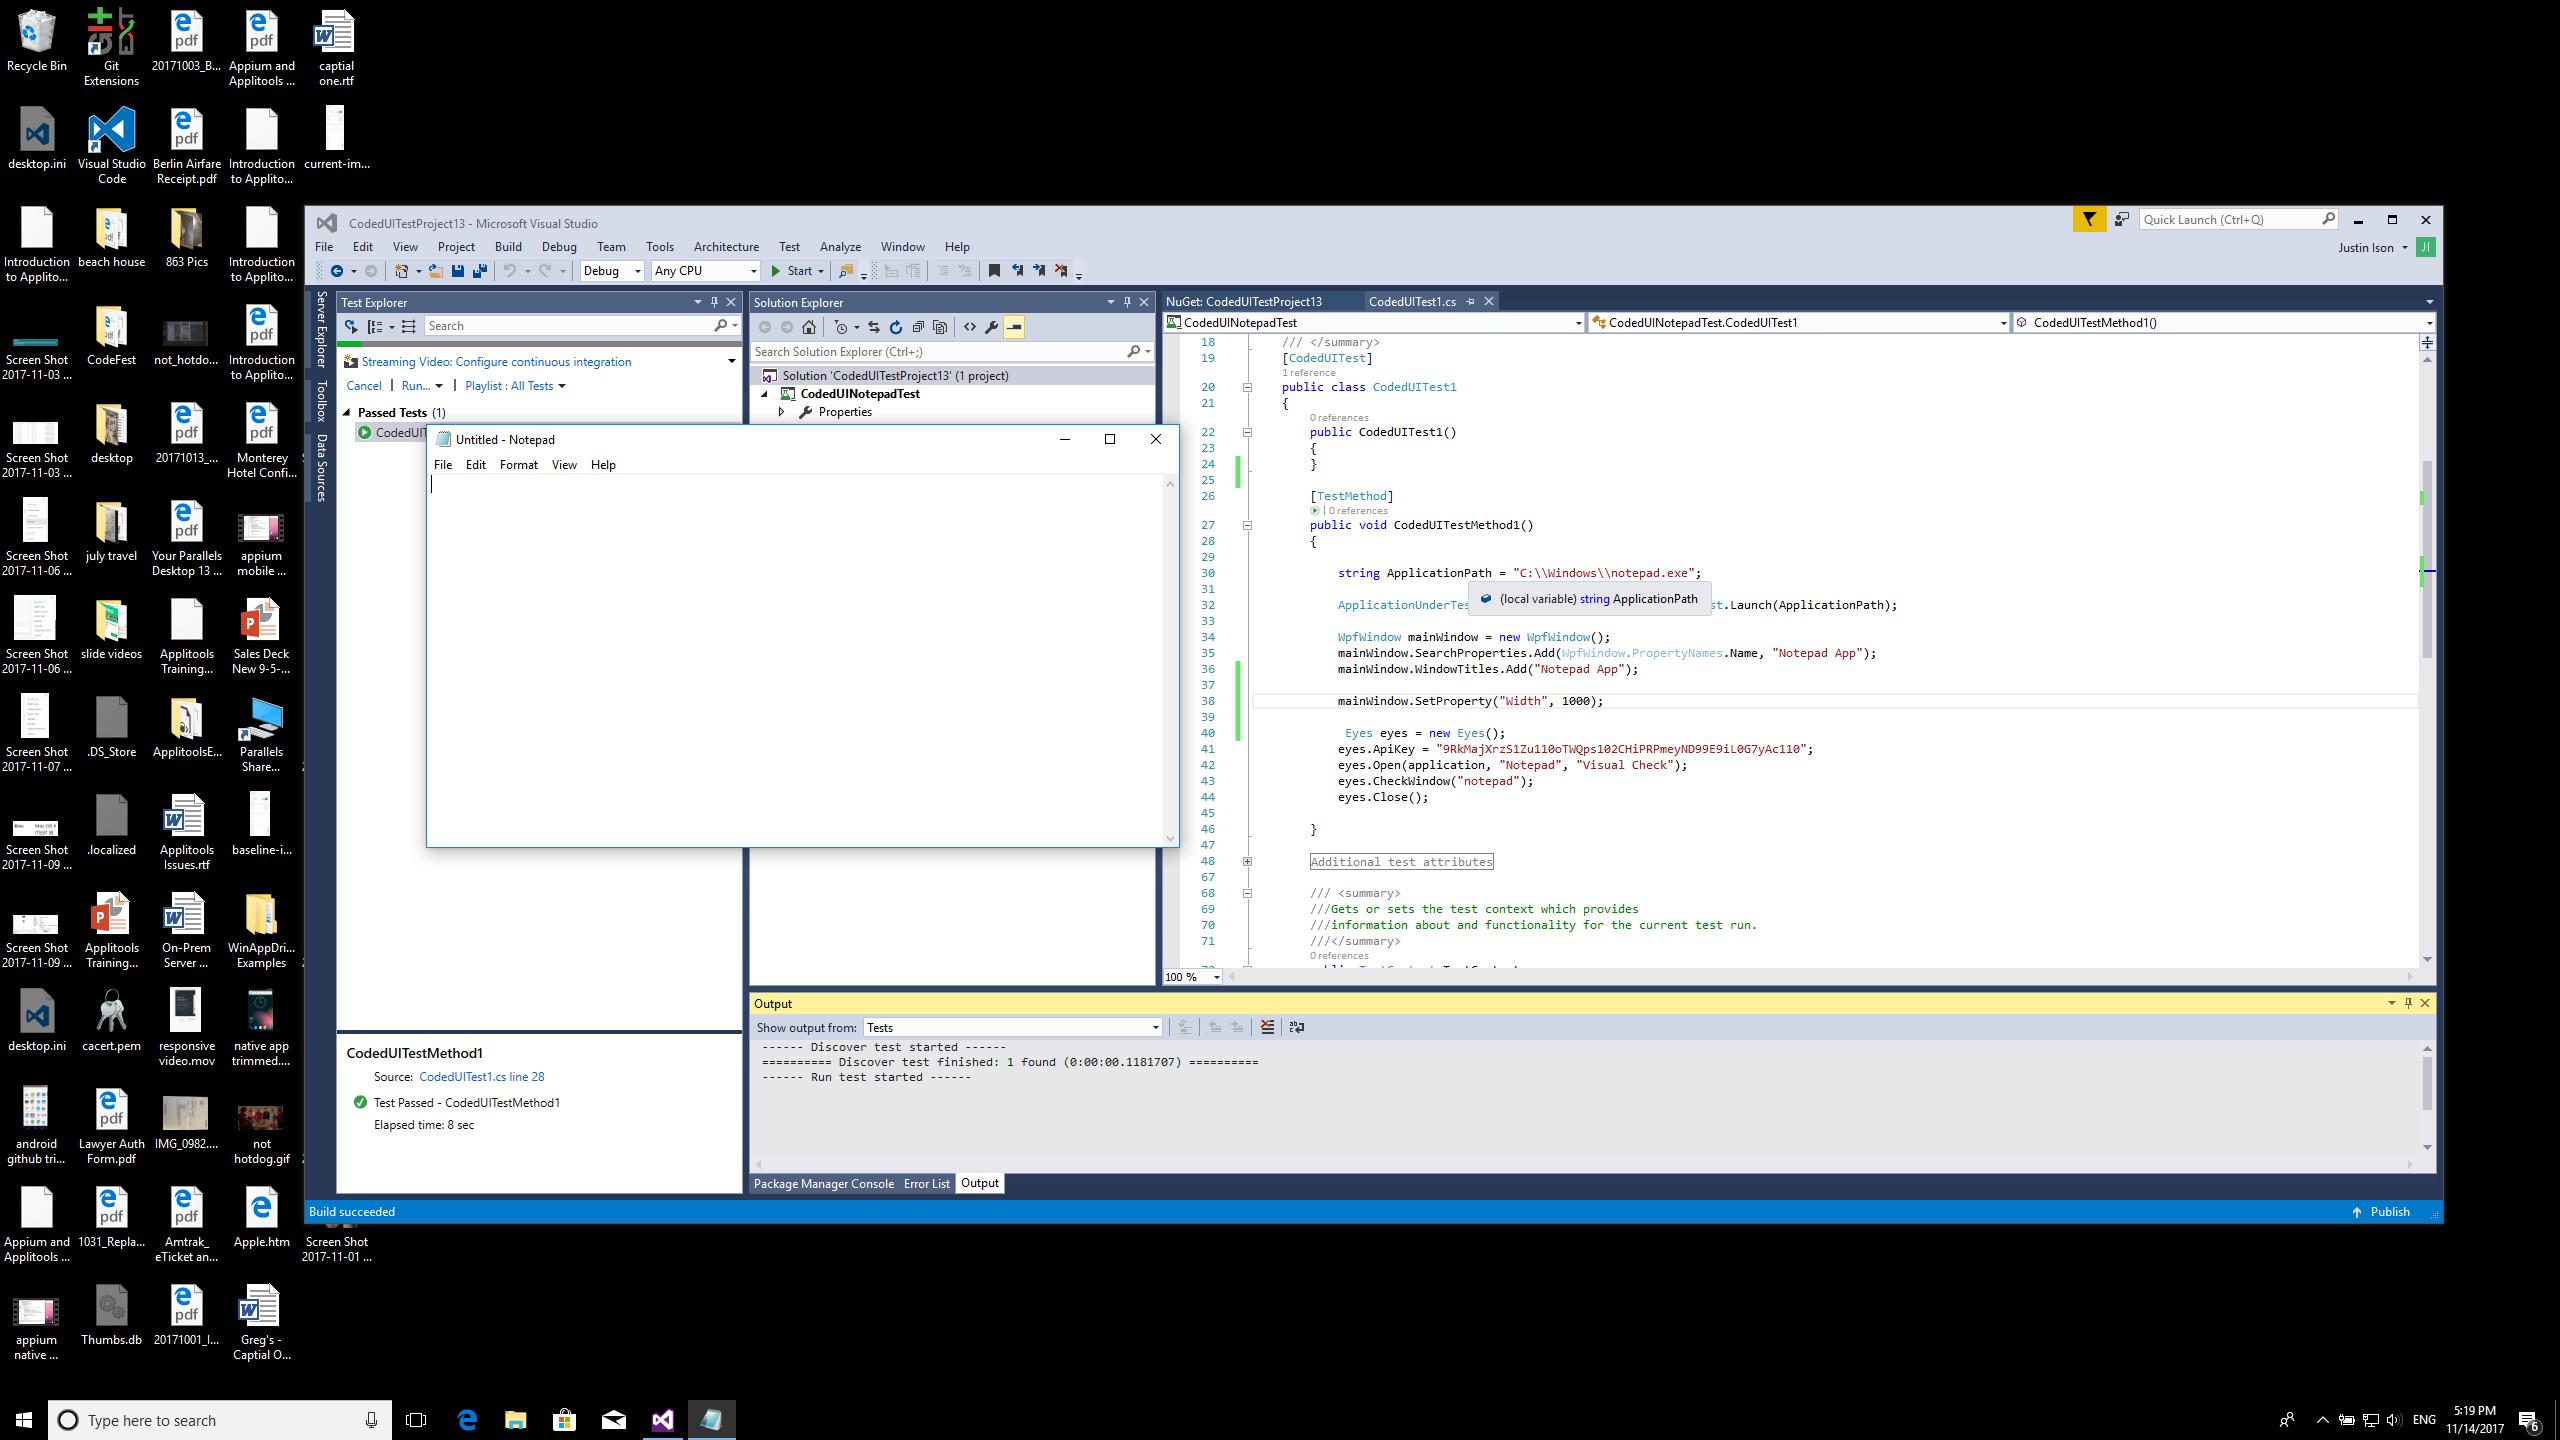 Recycle Bin
Git Extensions
20171003_B...
Appium and Applitools ...
captial one.rtf
desktop.ini
Visual Studio Code
Berlin Airfare Receipt.pdf
Introduction to Applito...
current-im...
Introduction to Applito...
beach house
863 Pics
Introduction to Applito...
Screen Shot 2017-11-03 ...
CodeFest
not_hotdo...
Introduction to Applito...
Screen Shot 2017-11-03 ...
desktop
20171013_...
Monterey Hotel Confi...
Screen Shot 2017-11-06 ...
july travel
Your Parallels Desktop 13 ...
appium mobile ...
Screen Shot 2017-11-06 ...
slide videos
Applitools Training...
Sales Deck New 9-5-...
Screen Shot 2017-11-07 ...
.DS_Store
ApplitoolsE...
Parallels Share...
Screen Shot 2017-11-09 ...
.localized
Applitools Issues.rtf
baseline-i...
Screen Shot 2017-11-09 ...
Applitools Training...
On-Prem Server ...
WinAppDri... Examples
desktop.ini
cacert.pem
responsive video.mov
native app trimmed....
android github tri...
Lawyer Auth Form.pdf
IMG_0982....
not hotdog.gif
Appium and Applitools ...
1031_Repla...
Amtrak_ eTicket an...
Apple.htm
Screen Shot 2017-11-01 ...
appium native ...
Thumbs.db
20171001_I...
Greg's - Captial O...
CodedUITestProject13 - Microsoft Visual Studio
Quick Launch (Ctrl+Q)
File Edit View Project Build Debug Team Tools Architecture Test Analyze Window Help
Justin Ison JI
Debug Any CPU Start
Server Explorer
Toolbox
Data Sources
Test Explorer
Search
Streaming Video: Configure continuous integration
Cancel | Run... | Playlist : All Tests
Passed Tests (1)
CodedUIT
Solution Explorer
Search Solution Explorer (Ctrl+;)
Solution 'CodedUITestProject13' (1 project)
CodedUINotepadTest
Properties
Untitled - Notepad
File Edit Format View Help
NuGet: CodedUITestProject13 CodedUITest1.cs
CodedUINotepadTest CodedUINotepadTest.CodedUITest1 CodedUITestMethod1()
18 /// </summary>
19 [CodedUITest]
1 reference
20 public class CodedUITest1
21 {
0 references
22 public CodedUITest1()
23 {
24 }
25
26 [TestMethod]
| 0 references
27 public void CodedUITestMethod1()
28 {
29
30 string ApplicationPath = "C:\\Windows\\notepad.exe";
31
(local variable) string ApplicationPath
32 ApplicationUnderTes t.Launch(ApplicationPath);
33
34 WpfWindow mainWindow = new WpfWindow();
35 mainWindow.SearchProperties.Add(WpfWindow.PropertyNames.Name, "Notepad App");
36 mainWindow.WindowTitles.Add("Notepad App");
37
38 mainWindow.SetProperty("Width", 1000);
39
40 Eyes eyes = new Eyes();
41 eyes.ApiKey = "9RkMajXrzS1Zu110oTWQps102CHiPRPmeyND99E9iL0G7yAc110";
42 eyes.Open(application, "Notepad", "Visual Check");
43 eyes.CheckWindow("notepad");
44 eyes.Close();
45
46 }
47
48 Additional test attributes
67
68 /// <summary>
69 ///Gets or sets the test context which provides
70 ///information about and functionality for the current test run.
71 ///</summary>
0 references
100 %
CodedUITestMethod1
Source: CodedUITest1.cs line 28
Test Passed - CodedUITestMethod1
Elapsed time: 8 sec
Output
Show output from: Tests
------ Discover test started ------
========== Discover test finished: 1 found (0:00:00.1181707) ==========
------ Run test started ------
Package Manager Console Error List Output
Build succeeded
Publish
Type here to search
ENG
5:19 PM
11/14/2017
6